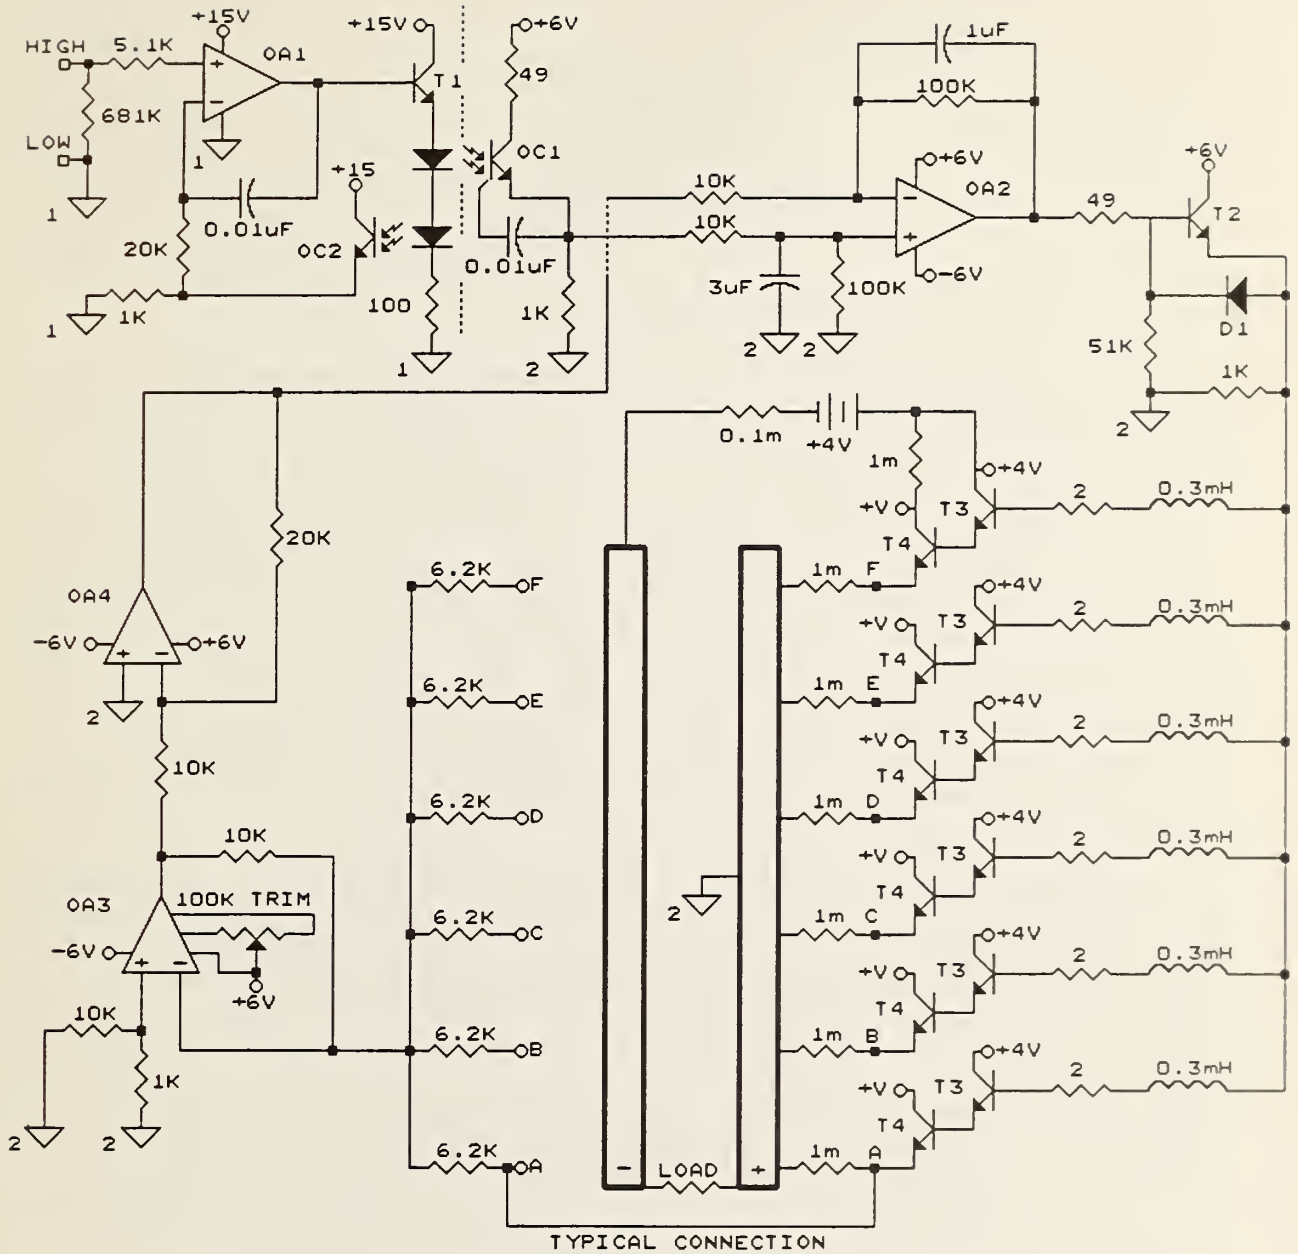 +15V
+15V
+6V
HIGH
5.1K
OA1
T1
49
681K
LOW
1
1
OC1
+15
0.01uF
OC2
0.01uF
20K
100
1K
1
1K
1
2
1uF
100K
+6V
10K
OA2
10K
-6V
3uF
100K
2
2
49
+6V
T2
D1
51K
1K
2
0.1m
+4V
1m
+4V
+V
T3
2
0.3mH
T4
1m
F
+4V
+V
T3
2
0.3mH
T4
1m
E
+4V
+V
T3
2
0.3mH
T4
1m
D
+4V
+V
T3
2
0.3mH
T4
1m
C
+4V
+V
T3
2
0.3mH
T4
1m
B
+4V
+V
T3
2
0.3mH
T4
1m
A
20K
OA4
-6V
+
-
+6V
2
10K
10K
OA3
100K TRIM
-6V
+
-
+6V
10K
1K
2
2
6.2K
F
6.2K
E
6.2K
D
6.2K
C
6.2K
B
6.2K
A
2
-
LOAD
+
TYPICAL CONNECTION